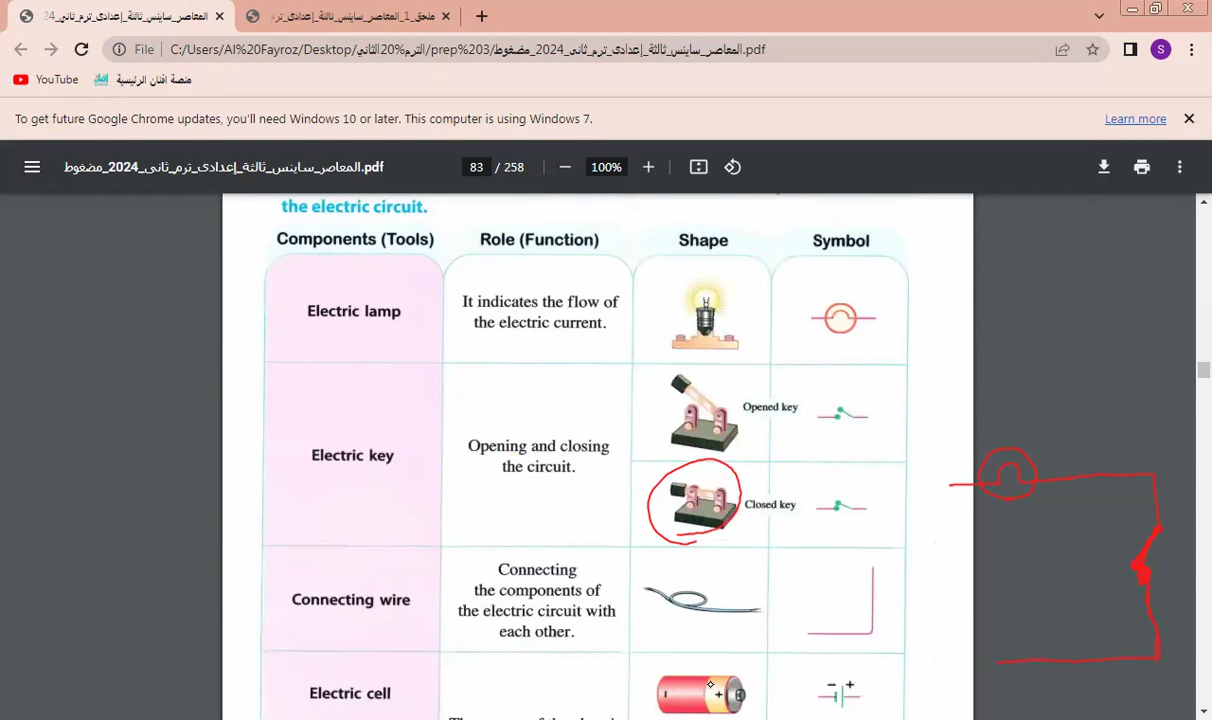 المعاصر_ساينس_ثالثة_إعدادى_ترم_ثانى_24
ملحق_1_المعاصر_ساينس_ثالثة_إعدادى_ترم
File
C:/Users/Al%20Fayroz/Desktop/الترم%20الثاني/prep%203/المعاصر_ساينس_ثالثة_إعدادى_ترم_ثانى_2024_مضغوط.pdf
S
YouTube
منصة افنان الرئيسية
To get future Google Chrome updates, you'll need Windows 10 or later. This computer is using Windows 7.
Learn more
المعاصر_ساينس_ثالثة_إعدادى_ترم_ثانى_2024_مضغوط.pdf
83 / 258
100%
the electric circuit.
Components (Tools)
Role (Function)
Shape
Symbol
Electric lamp
It indicates the flow of
the electric current.
Electric key
Opening and closing
the circuit.
Opened key
Closed key
Connecting wire
Connecting
the components of
the electric circuit with
each other.
Electric cell
+
− +